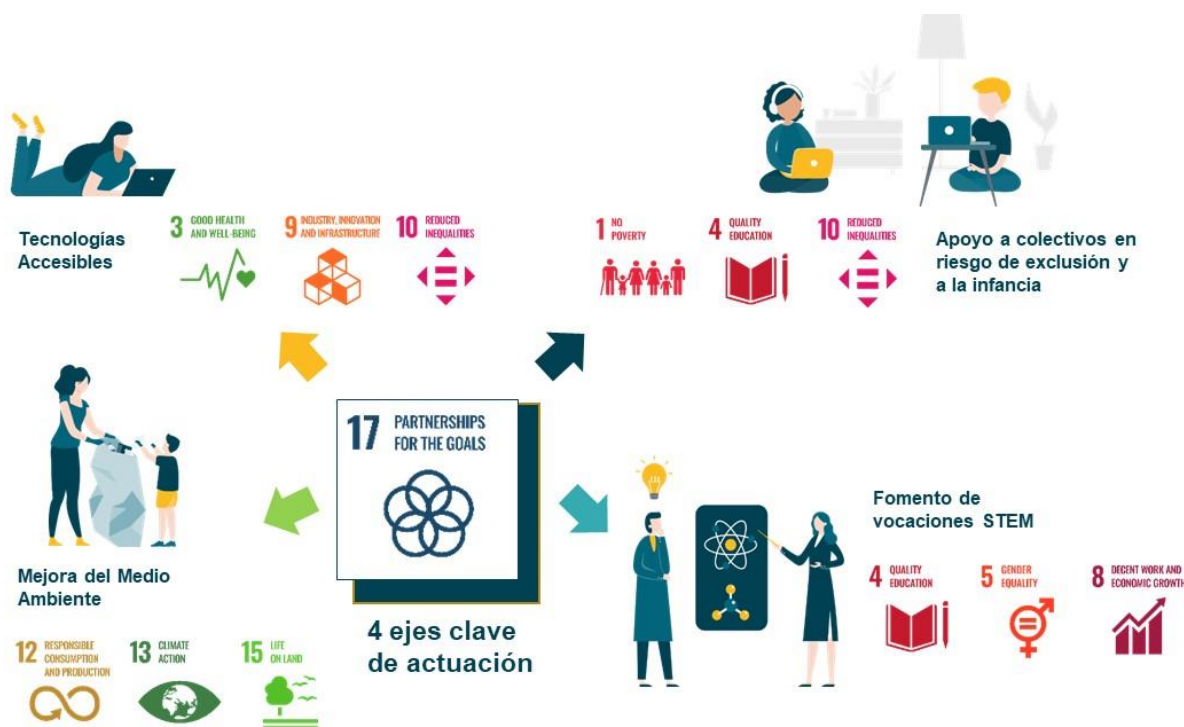 Tecnologías
Accesibles
3 GOOD HEALTH
AND WELL-BEING
9 INDUSTRY, INNOVATION
AND INFRASTRUCTURE
10 REDUCED
INEQUALITIES
1 NO
POVERTY
4 QUALITY
EDUCATION
10 REDUCED
INEQUALITIES
Apoyo a colectivos en
riesgo de exclusión y
a la infancia
17 PARTNERSHIPS
FOR THE GOALS
4 ejes clave
de actuación
Mejora del Medio
Ambiente
12 RESPONSIBLE
CONSUMPTION
AND PRODUCTION
13 CLIMATE
ACTION
15 LIFE
ON LAND
Fomento de
vocaciones STEM
4 QUALITY
EDUCATION
5 GENDER
EQUALITY
8 DECENT WORK AND
ECONOMIC GROWTH